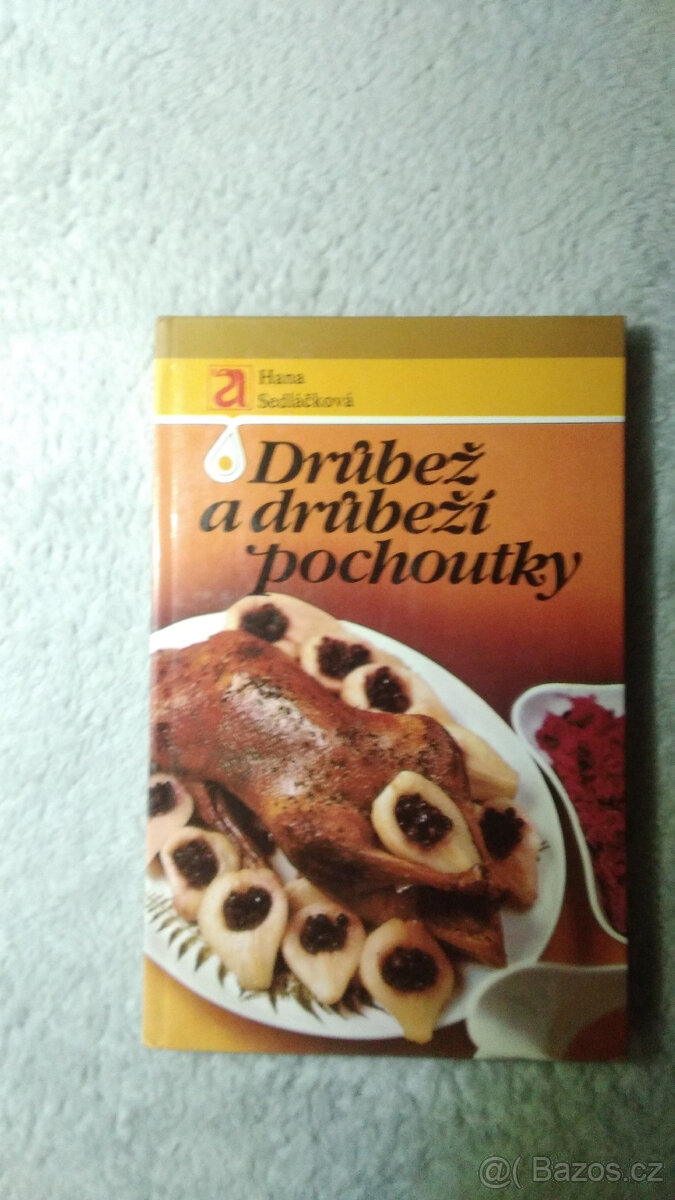 a
Hana
Sedláčková
Drůbež
a drůbeží
pochoutky
@( Bazos.cz